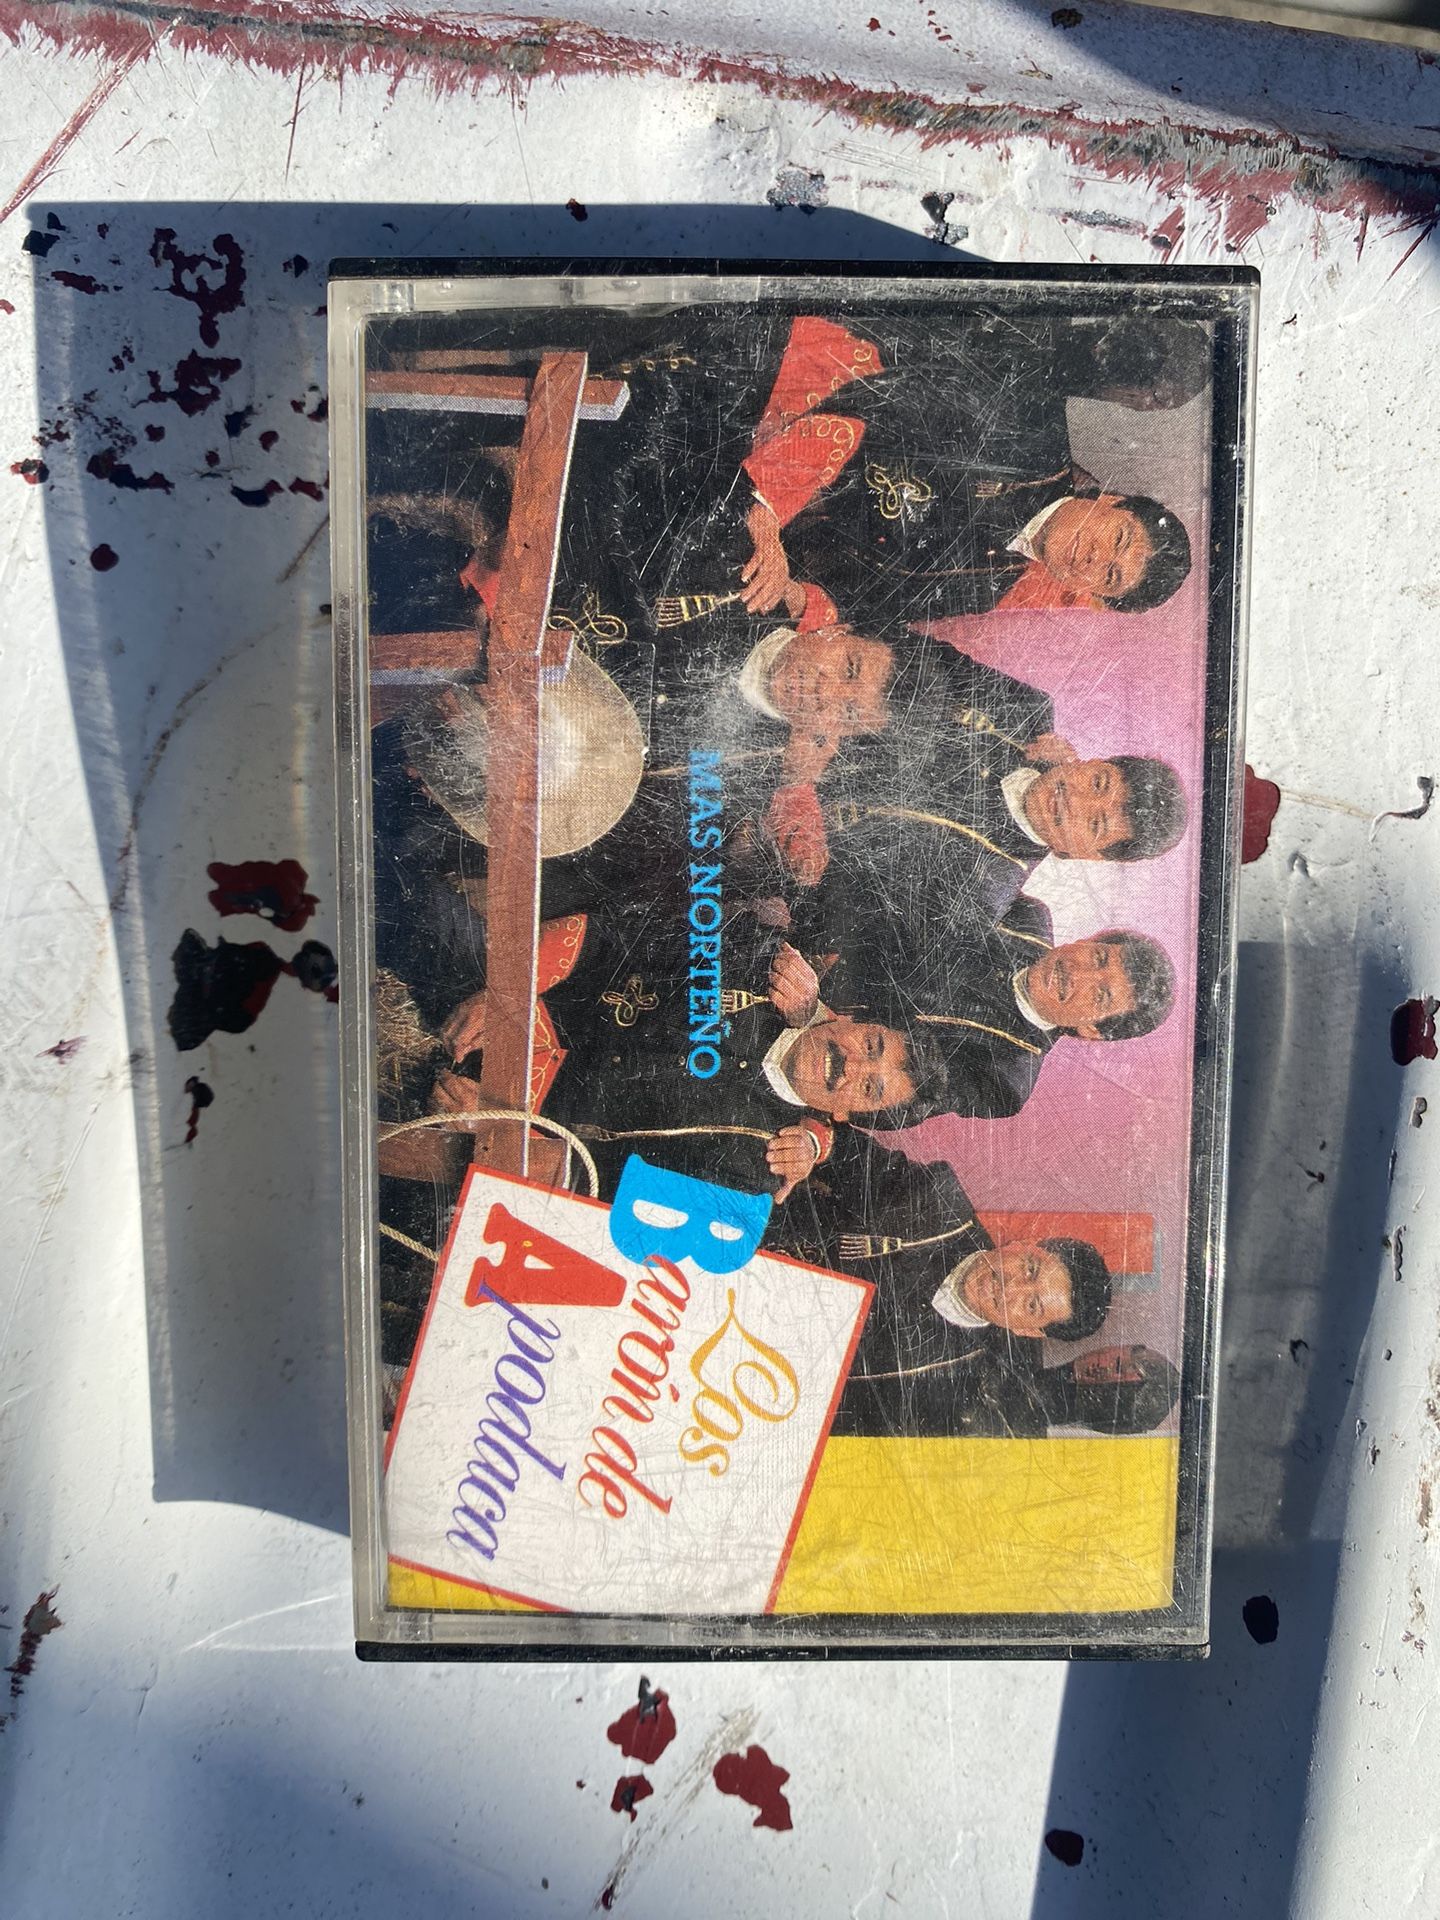 Los
Barón de
Apodaca
MAS NORTEÑO